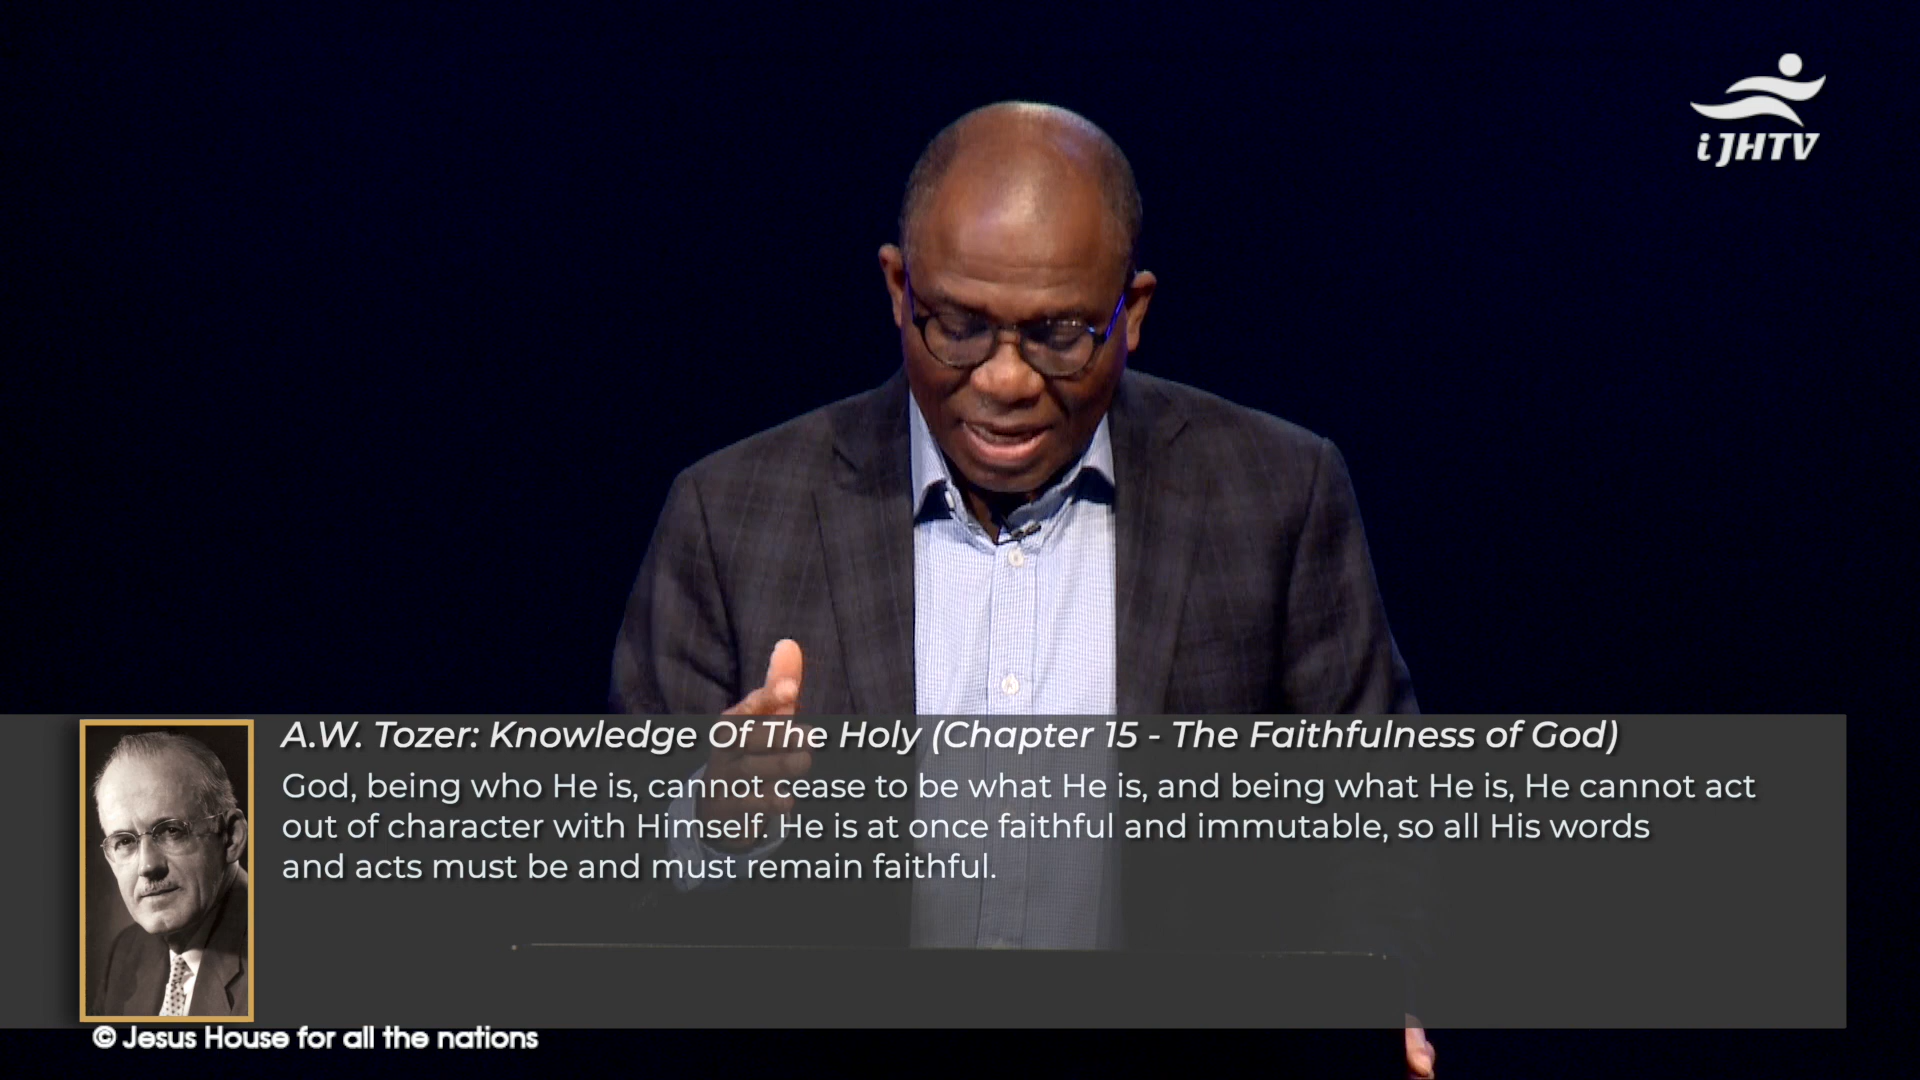 i JHTV
A.W. Tozer: Knowledge Of The Holy (Chapter 15 - The Faithfulness of God)
God, being who He is, cannot cease to be what He is, and being what He is, He cannot act
out of character with Himself. He is at once faithful and immutable, so all His words
and acts must be and must remain faithful.
© Jesus House for all the nations